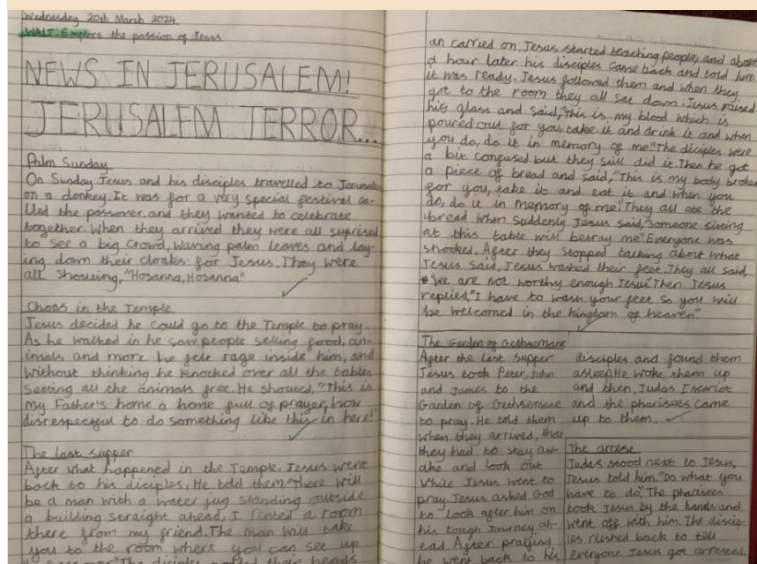 Wednesday 20th March 2024
WALT: Explore the passion of Jesus
NEWS IN JERUSALEM!
JERUSALEM TERROR...
Palm Sunday
On Sunday Jesus and his disciples travelled to Jerusale
on a donkey. It was for a very special festival ca-
lled the passover, and they wanted to celebrate
together. When they arrived they were all suprised
to see a big crowd, waving palm leaves and lay-
ing down their cloaks for Jesus. They were
all shouting, "Hosanna, Hosanna"
Choas in the Temple
Jesus decided he could go to the Temple to pray.
As he walked in he saw people selling food, an-
imals and more he felt rage inside him, and
without thinking he knocked over all the tables
Setting all the animals free. He shouted, "This is
my Father's home a home full of prayer, how
disrespectful to do something like this in here!"
The last supper
After what happened in the Temple, Jesus went
back to his diciples. He told them, "There will
be a man with a water jug standing outside
a building straight ahead. I rented a room
there from my friend. The man will take
you to the room where you can set up
their heads
an carried on, Jesus started teaching people, and about
a hour later his disciples came back and told him
it was ready. Jesus followed them and when they
got to the room they all sat down. Jesus raised
his glass and said, "This is my blood which is
poured out for you, take it and drink it and when
you do, do it in memory of me." The diciples were
a bit confused but they still did it. Then he got
a piece of bread and said, "This is my body broken
for you, take it and eat it and when you
do, do it in memory of me." They all ate the
bread when suddenly Jesus said, "Someone sitting
at this table will betray me" Everyone was
shocked. After they stopped talking about what
Jesus said, Jesus washed their feet. They all said,
"We are not worthy enough Jesus" Then Jesus
replied, "I have to wash your feet so you will
be welcomed in the kingdom of heaven."
The Garden of Gethsemane
After the last supper
Jesus took Peter, John
and James to the
Garden of Gethsemane
to pray. He told them
when they arrived, that
they had to stay aw-
ake and look out
While Jesus went to
pray. Jesus asked God
to look after him on
his tough Journey ah-
ead After praying
he went back to his
disciples and found them
asleep He woke them up
and then, Judas Iscariot
and the pharisees came
up to them.
The arrest
Judas stood next to Jesus,
Jesus told him, "Do what you
have to do". The pharisees
took Jesus by the hands and
went off with him. The discip-
les rushed back to tell
everyone Jesus got arrested